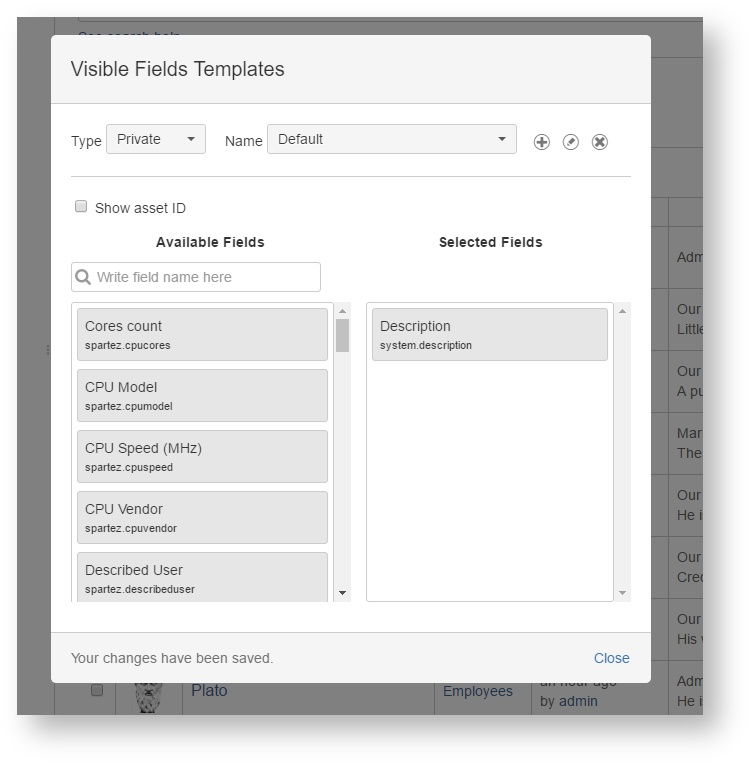 See search help
Visible Fields Templates
Type Private Name Default
Show asset ID
Available Fields Selected Fields
Write field name here
Cores count
spartez.cpucores
CPU Model
spartez.cpumodel
CPU Speed (MHz)
spartez.cpuspeed
CPU Vendor
spartez.cpuvendor
Described User
spartez.describeduser
Description
system.description
Your changes have been saved. Close
Adm
Our
Little
Our
A pu
Mar
The
Our
He i
Our
Cred
Our
His
Plato Employees
an hour ago
by admin
Adm
He i